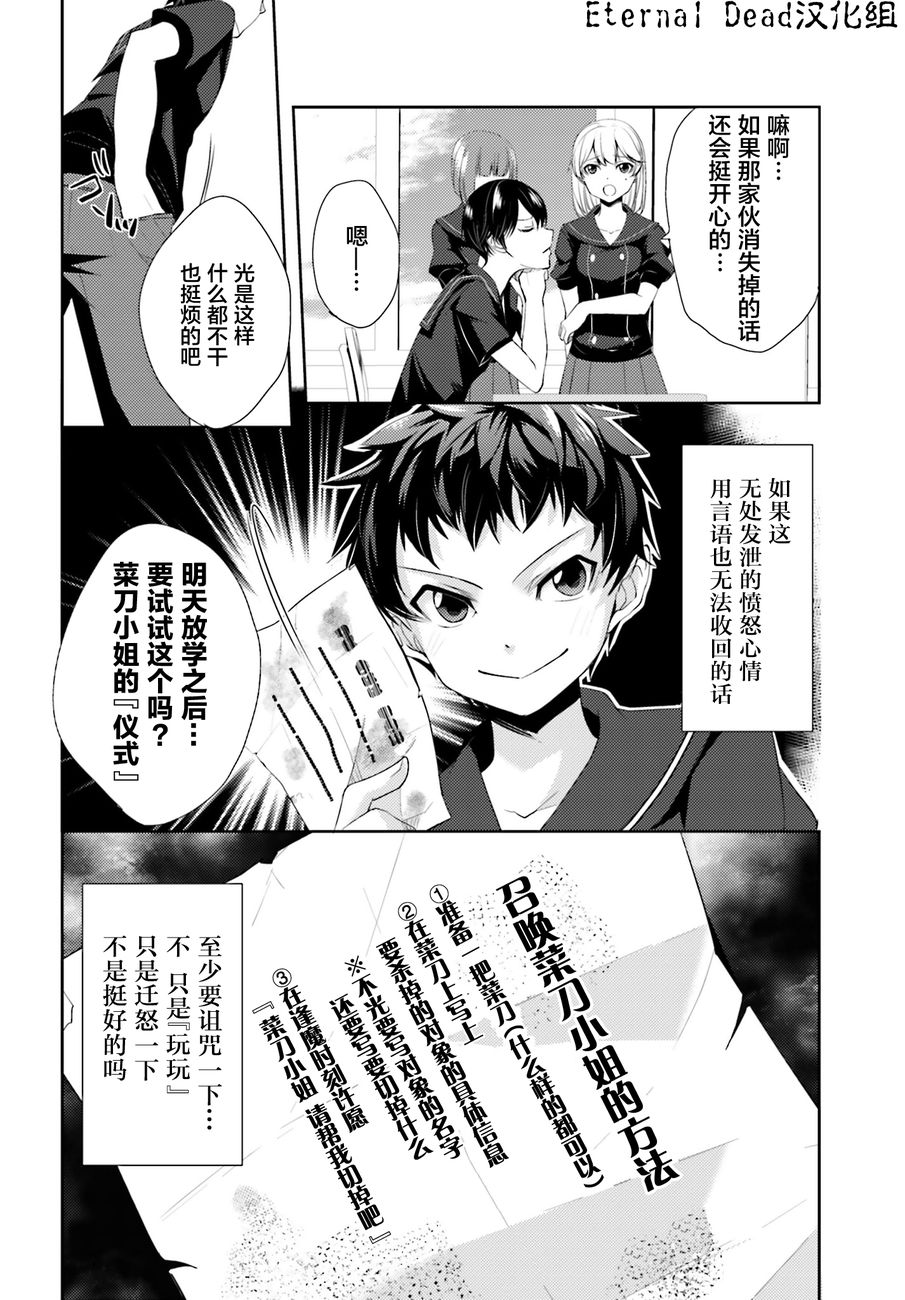 Eternal Dead汉化组
嘛啊…
如果那家伙消失掉的话
还会挺开心的…
嗯——…
光是这样
什么都不干
也挺烦的吧
如果这
无处发泄的愤怒心情
用言语也无法收回的话
明天放学之后…
要试试这个吗？
菜刀小姐的『仪式』
召唤菜刀小姐的方法
①准备一把菜刀(什么样的都可以)
②在菜刀上写上
要杀掉的对象的具体信息
※不光要写对象的名字
还要写要切掉什么
③在逢魔时刻许愿
『菜刀小姐 请帮我切掉吧』
至少要诅咒一下…
不 只是『玩玩』
只是迁怒一下
不是挺好的吗